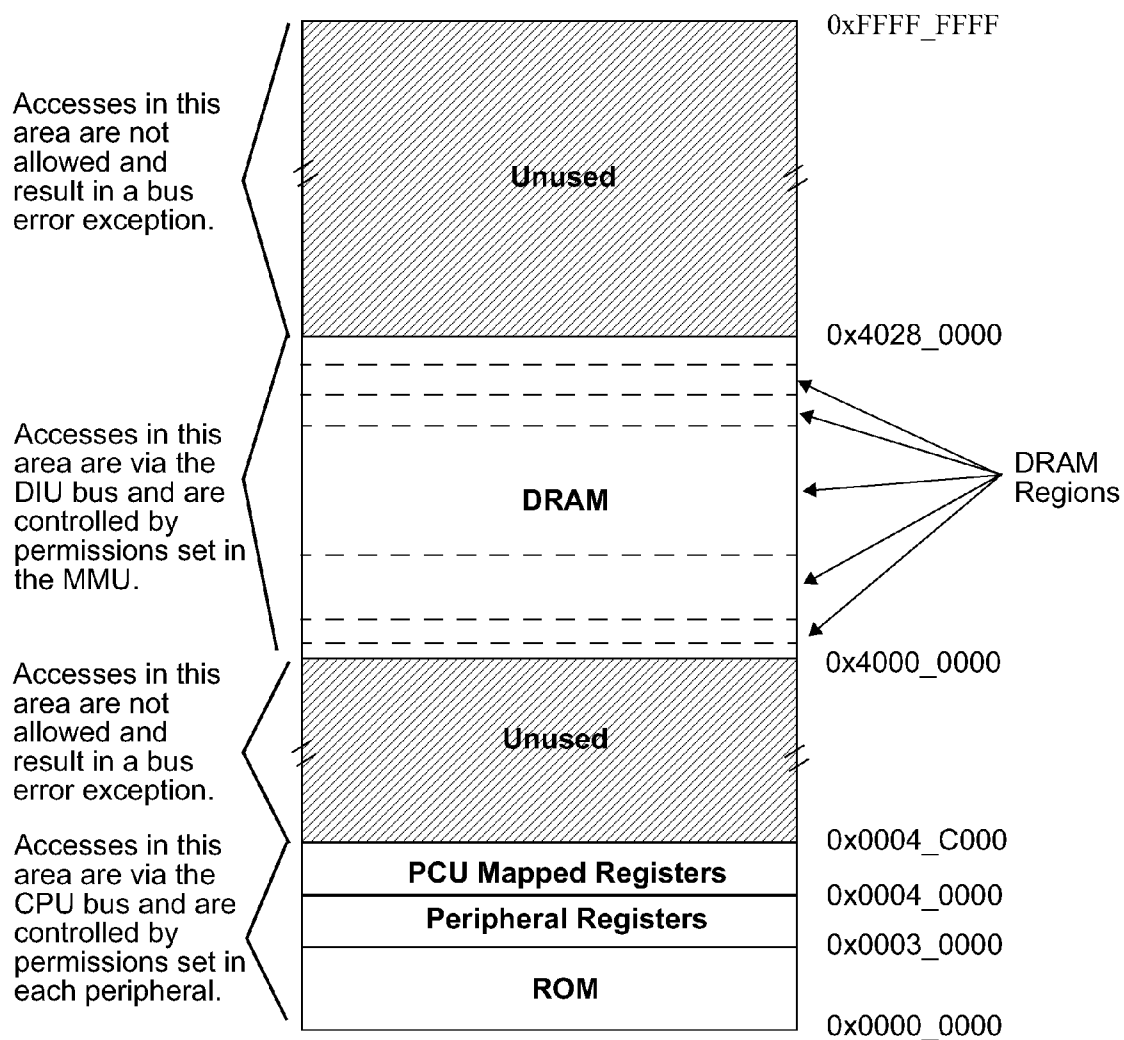 0xFFFF_FFFF
Accesses in this
area are not
allowed and
result in a bus
error exception.
Unused
0x4028_0000
Accesses in this
area are via the
DIU bus and are
controlled by
permissions set in
the MMU.
DRAM
DRAM
Regions
0x4000_0000
Accesses in this
area are not
allowed and
result in a bus
error exception.
Unused
0x0004_C000
Accesses in this
area are via the
CPU bus and are
controlled by
permissions set in
each peripheral.
PCU Mapped Registers
0x0004_0000
Peripheral Registers
0x0003_0000
ROM
0x0000_0000